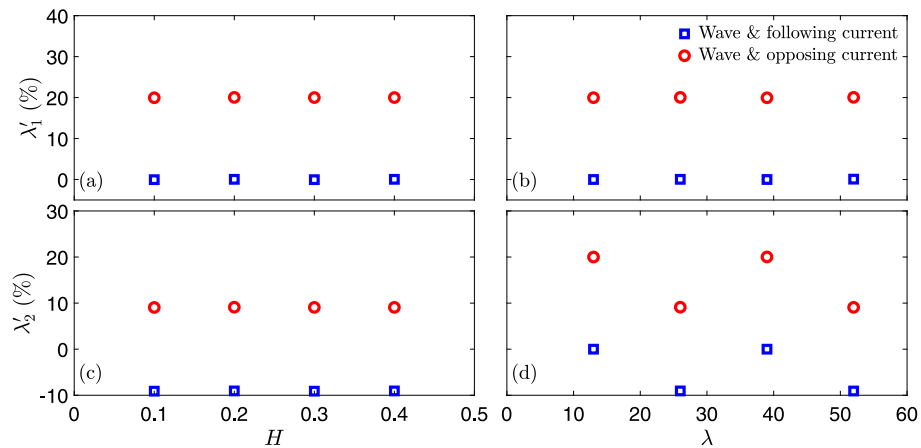 40
30
20
10
0
λ′1 (%)
(a)
Wave & following current
Wave & opposing current
(b)
30
20
10
0
-10
λ′2 (%)
(c)
(d)
0 0.1 0.2 0.3 0.4 0.5
H
0 10 20 30 40 50 60
λ